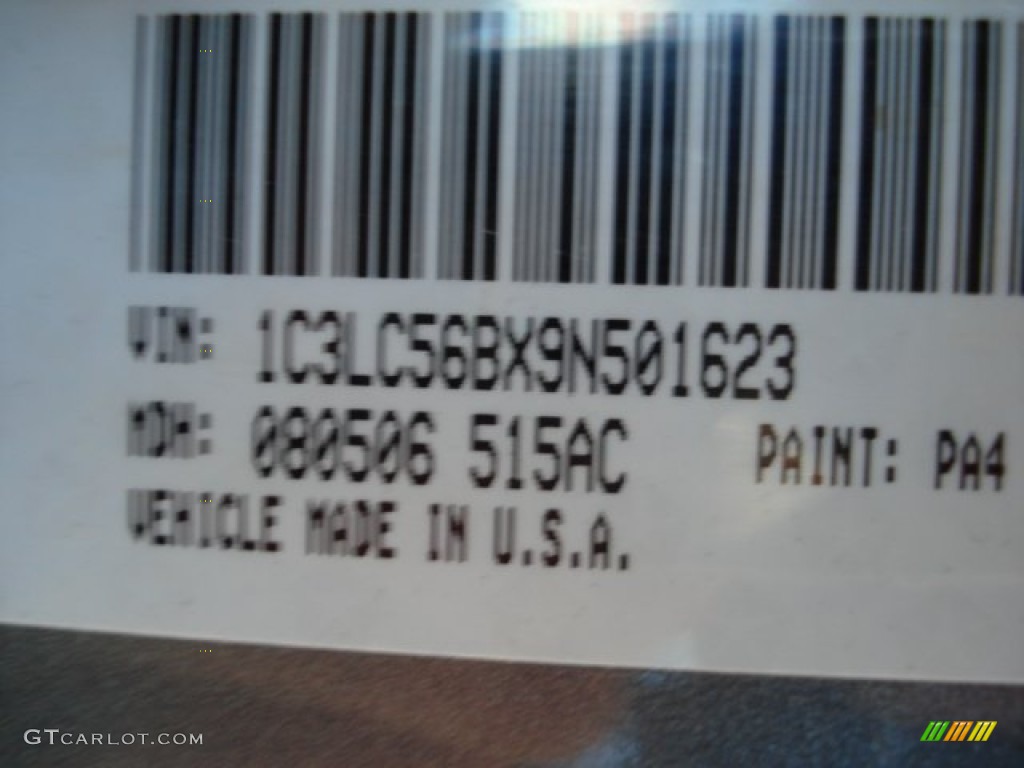 VIN: 1C3LC56BX9N501623
MDH: 080506 515AC PAINT: PA4
VEHICLE MADE IN U.S.A.
GTCARLOT.COM